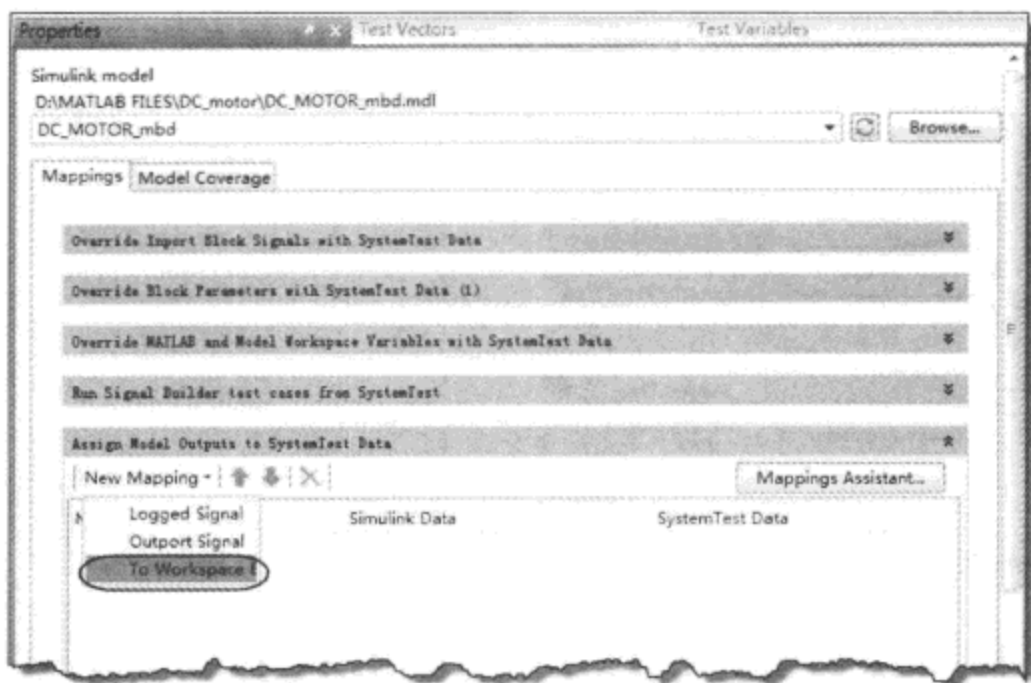 Properties Test Vectors Test Variables
Simulink model
D:\MATLAB FILES\DC_motor\DC_MOTOR_mbd.mdl
DC_MOTOR_mbd Browse...
Mappings Model Coverage
Override Inport Block Signals with SystemTest Data
Override Block Parameters with SystemTest Data (1)
Override MATLAB and Model Workspace Variables with SystemTest Data
Run Signal Builder test cases from SystemTest
Assign Model Outputs to SystemTest Data
New Mapping Mappings Assistant...
Logged Signal Simulink Data SystemTest Data
Outport Signal
To Workspace